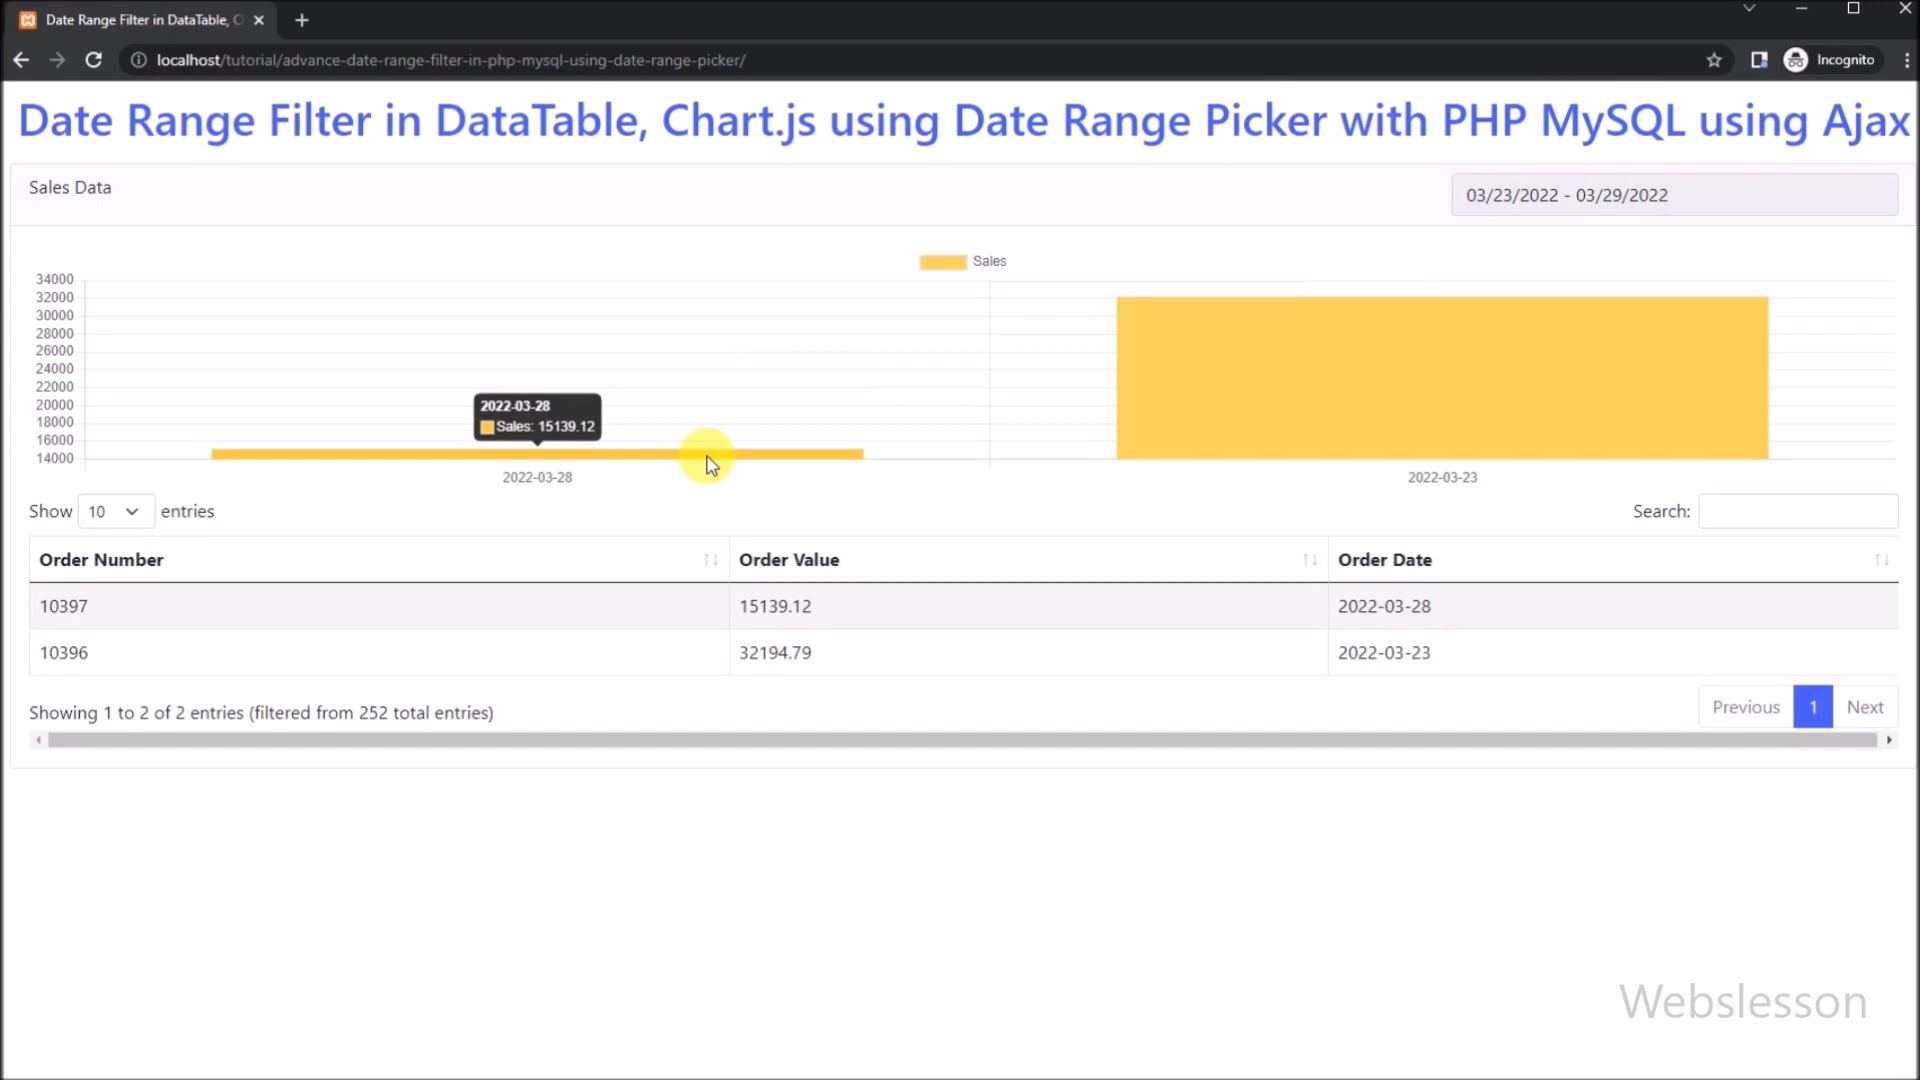 Date Range Filter in DataTable, C
localhost/tutorial/advance-date-range-filter-in-php-mysql-using-date-range-picker/
Incognito
Date Range Filter in DataTable, Chart.js using Date Range Picker with PHP MySQL using Ajax
Sales Data
03/23/2022 - 03/29/2022
Sales
34000
32000
30000
28000
26000
24000
22000
20000
18000
16000
14000
2022-03-28
Sales: 15139.12
2022-03-28
2022-03-23
Show 10 entries
Search:
Order Number Order Value Order Date
10397 15139.12 2022-03-28
10396 32194.79 2022-03-23
Showing 1 to 2 of 2 entries (filtered from 252 total entries)
Previous 1 Next
Webslesson